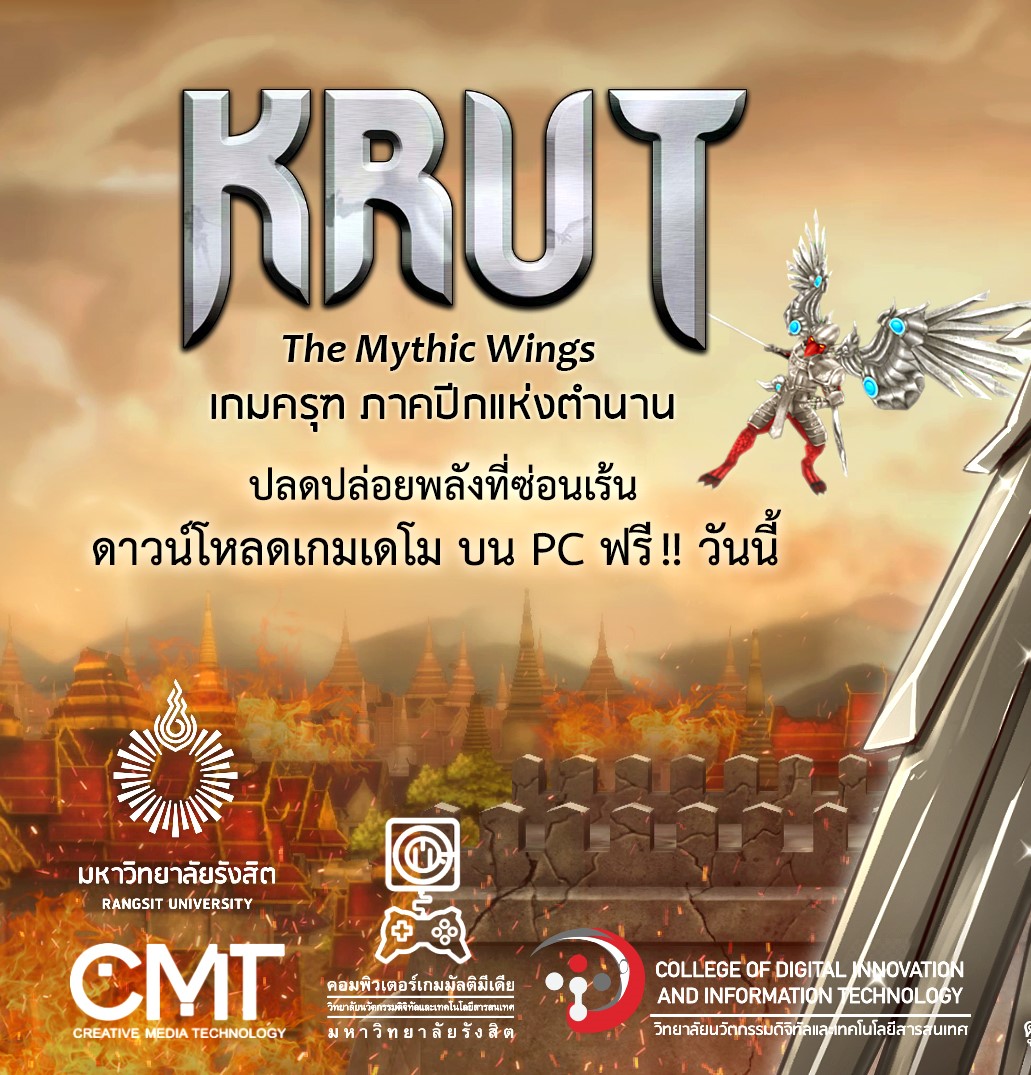 KRUT
The Mythic Wings
เกมครุฑ ภาคปีกแห่งตำนาน
ปลดปล่อยพลังที่ซ่อนเร้น
ดาวน์โหลดเกมเดโม บน PC ฟรี!! วันนี้
มหาวิทยาลัยรังสิต
RANGSIT UNIVERSITY
CMT
CREATIVE MEDIA TECHNOLOGY
คอมพิวเตอร์เกมมัลติมีเดีย
วิทยาลัยนวัตกรรมดิจิทัลและเทคโนโลยีสารสนเทศ
มหาวิทยาลัยรังสิต
COLLEGE OF DIGITAL INNOVATION
AND INFORMATION TECHNOLOGY
วิทยาลัยนวัตกรรมดิจิทัลและเทคโนโลยีสารสนเทศ